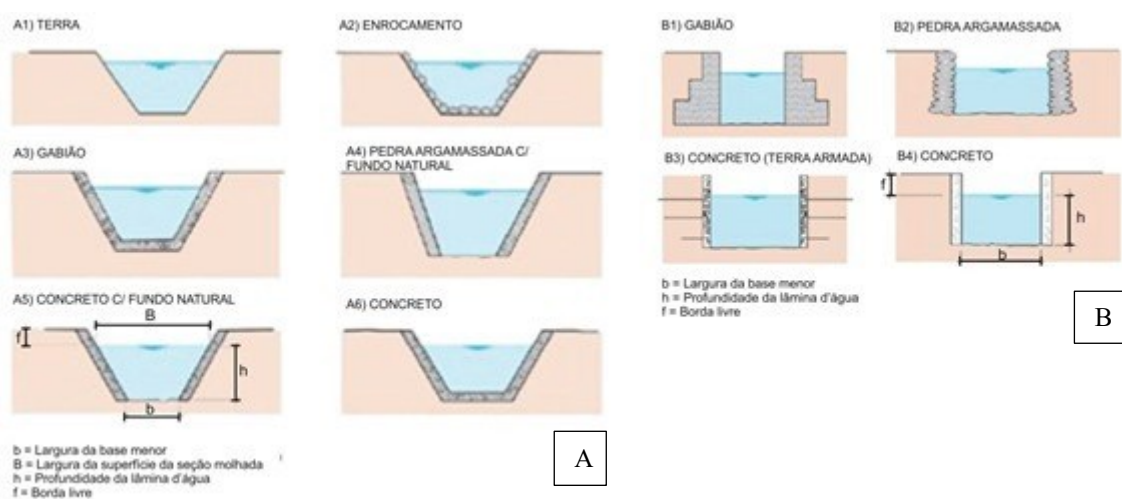 A1) TERRA
A2) ENROCAMENTO
A3) GABIÃO
A4) PEDRA ARGAMASSADA C/
FUNDO NATURAL
A5) CONCRETO C/ FUNDO NATURAL
B
f
h
b
A6) CONCRETO
b = Largura da base menor
B = Largura da superfície da seção molhada
h = Profundidade da lâmina d'água
f = Borda livre
A
B1) GABIÃO
B2) PEDRA ARGAMASSADA
B3) CONCRETO (TERRA ARMADA)
B4) CONCRETO
f
h
b
b = Largura da base menor
h = Profundidade da lâmina d'água
f = Borda livre
B